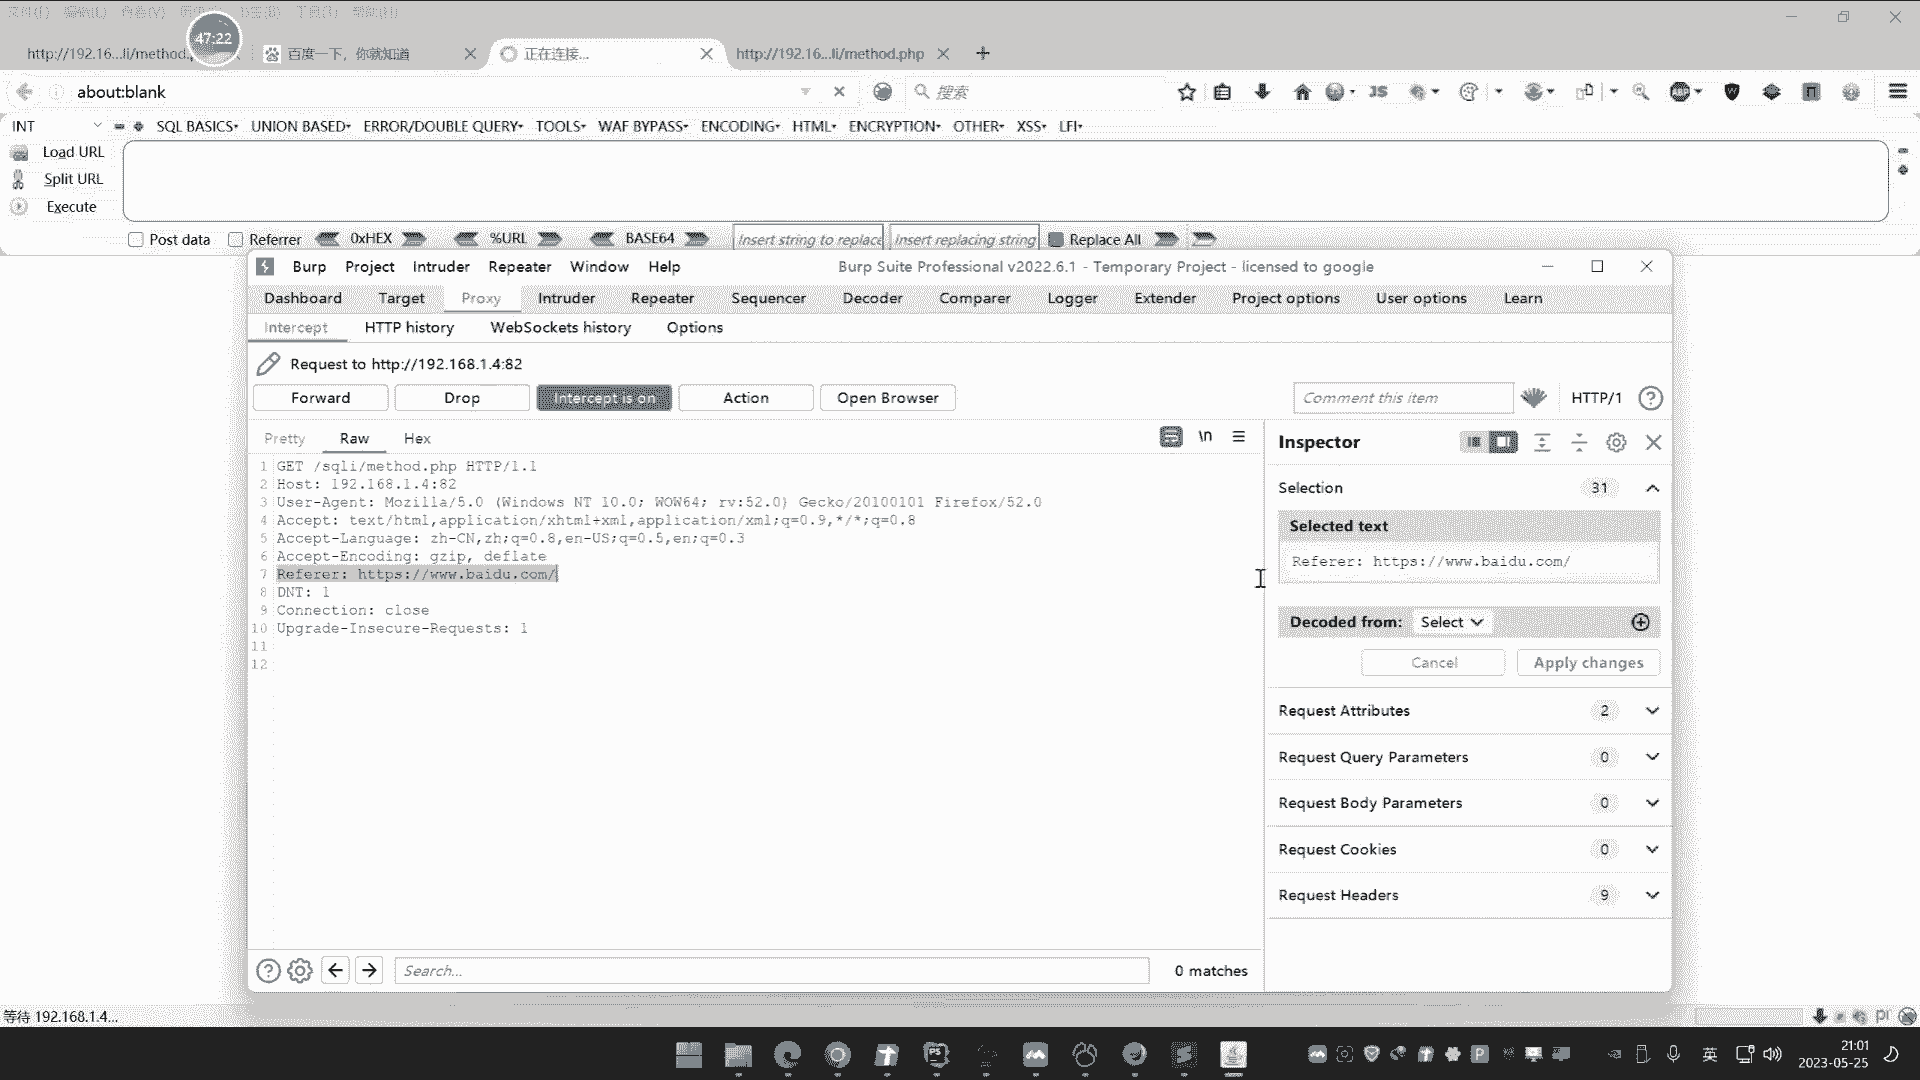 文件(F) 编辑(E) 查看(V) 工具(T) 帮助(H)
47:22
http://192.16...li/method.
百度一下，你就知道
正在连接...
http://192.16...li/method.php
about:blank
搜索
JS
INT
SQL BASICS
UNION BASED
ERROR/DOUBLE QUERY
TOOLS
WAF BYPASS
ENCODING
HTML
ENCRYPTION
OTHER
XSS
LFI
Load URL
Split URL
Execute
Post data
Referrer
0xHEX
%URL
BASE64
Insert string to replace
Insert replacing string
Replace All
Burp Project Intruder Repeater Window Help
Burp Suite Professional v2022.6.1 - Temporary Project - licensed to google
Dashboard Target Proxy Intruder Repeater Sequencer Decoder Comparer Logger Extender Project options User options Learn
Intercept HTTP history WebSockets history Options
Request to http://192.168.1.4:82
Forward Drop Intercept is on Action Open Browser
Comment this item
HTTP/1
Pretty Raw Hex
\n
1 GET /sqli/method.php HTTP/1.1
2 Host: 192.168.1.4:82
3 User-Agent: Mozilla/5.0 (Windows NT 10.0; WOW64; rv:52.0) Gecko/20100101 Firefox/52.0
4 Accept: text/html,application/xhtml+xml,application/xml;q=0.9,*/*;q=0.8
5 Accept-Language: zh-CN,zh;q=0.8,en-US;q=0.5,en;q=0.3
6 Accept-Encoding: gzip, deflate
7 Referer: https://www.baidu.com/
8 DNT: 1
9 Connection: close
10 Upgrade-Insecure-Requests: 1
11
12
Inspector
Selection 31
Selected text
Referer: https://www.baidu.com/
Decoded from: Select
Cancel Apply changes
Request Attributes 2
Request Query Parameters 0
Request Body Parameters 0
Request Cookies 0
Request Headers 9
Search...
0 matches
等待 192.168.1.4...
英
21:01
2023-05-25